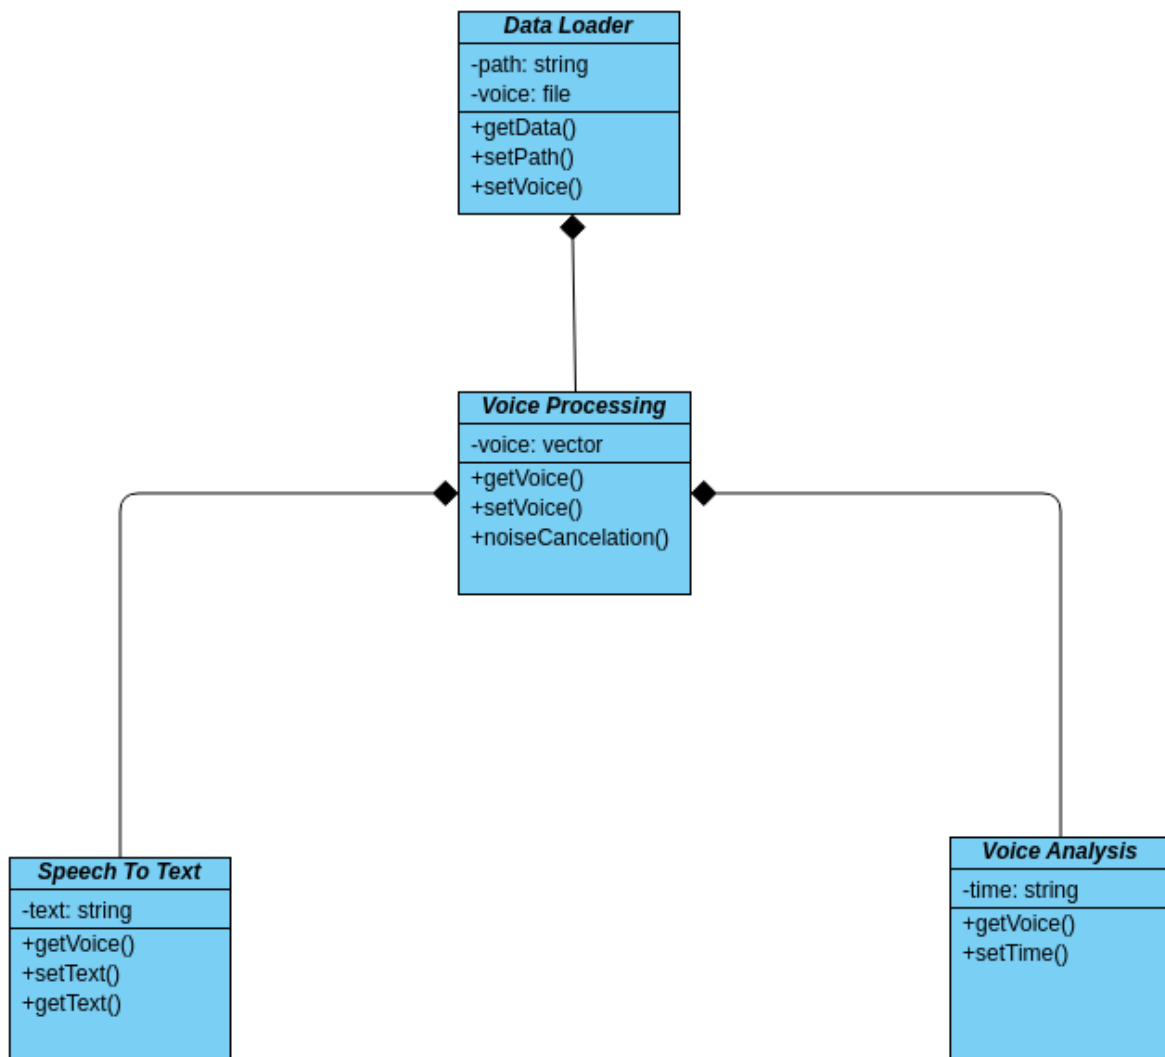 Data Loader
-path: string
-voice: file
+getData()
+setPath()
+setVoice()
Voice Processing
-voice: vector
+getVoice()
+setVoice()
+noiseCancelation()
Speech To Text
-text: string
+getVoice()
+setText()
+getText()
Voice Analysis
-time: string
+getVoice()
+setTime()